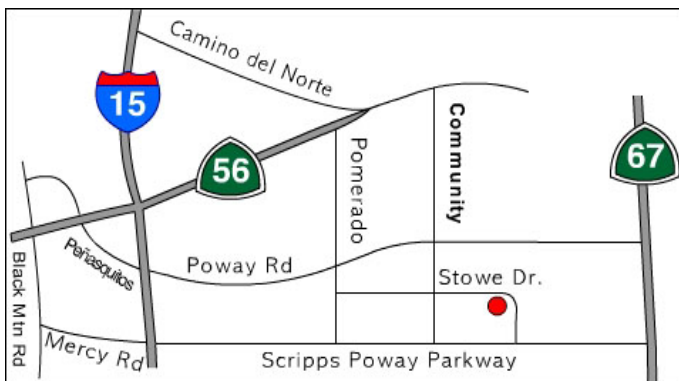 Camino del Norte
15
56
Pomerado
Community
67
Peñasquitos
Black Mtn Rd
Poway Rd
Stowe Dr.
Mercy Rd
Scripps Poway Parkway